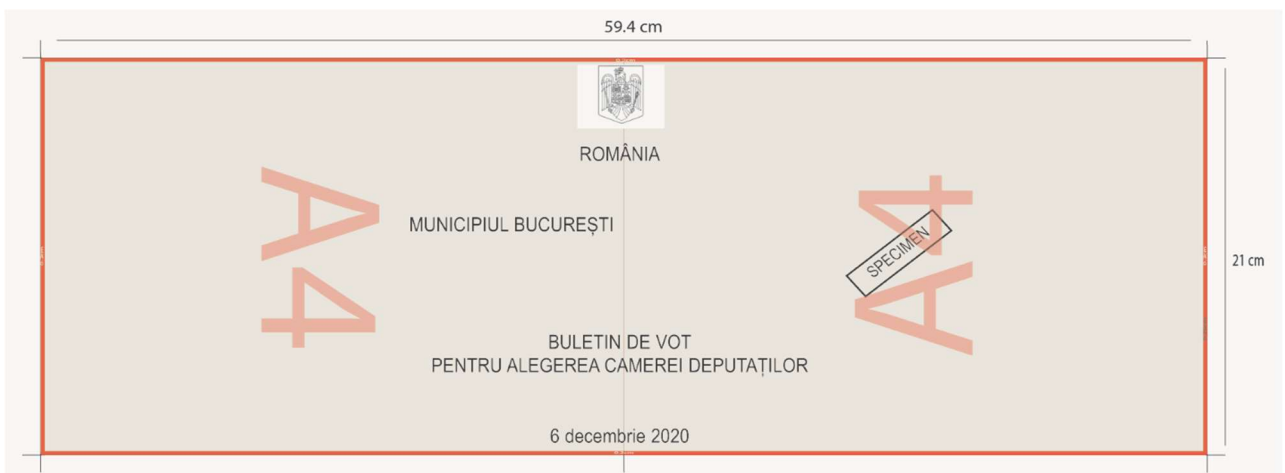 59.4 cm
ROMÂNIA
A4
A4
MUNICIPIUL BUCUREȘTI
SPECIMEN
21 cm
BULETIN DE VOT
PENTRU ALEGEREA CAMEREI DEPUTAȚILOR
6 decembrie 2020